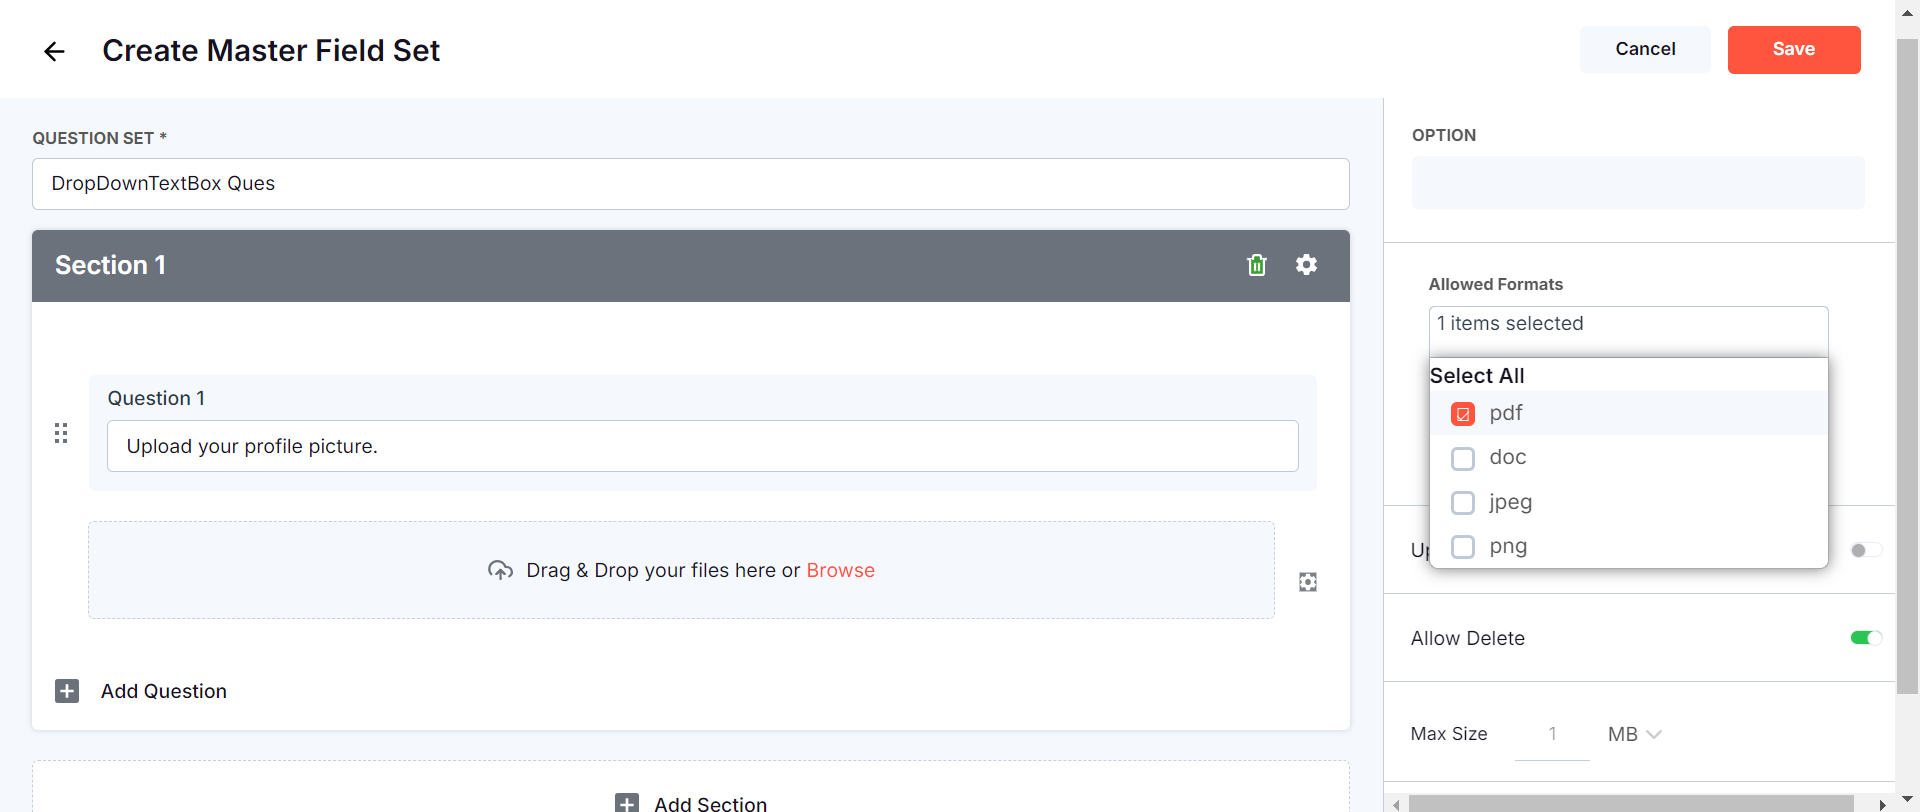 Create Master Field Set
Cancel
Save
QUESTION SET *
DropDownTextBox Ques
Section 1
Question 1
Upload your profile picture.
Drag & Drop your files here or Browse
Add Question
Add Section
OPTION
Allowed Formats
1 items selected
Select All
pdf
doc
jpeg
png
Allow Delete
Max Size 1 MB